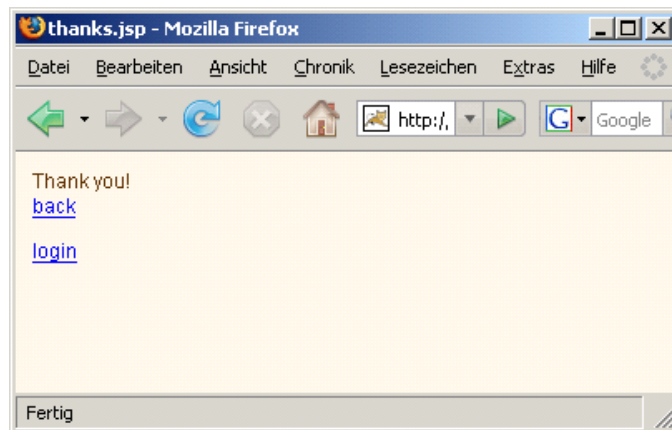 thanks.jsp - Mozilla Firefox
Datei Bearbeiten Ansicht Chronik Lesezeichen Extras Hilfe
http:/, G Google
Thank you!
back
login
Fertig